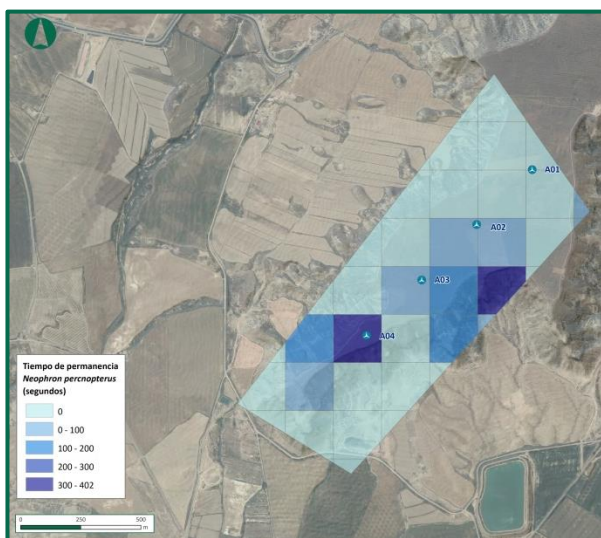 A01
A02
A03
A04
Tiempo de permanencia
Neophron percnopterus
(segundos)
0
0 - 100
100 - 200
200 - 300
300 - 402
0 250 500
m